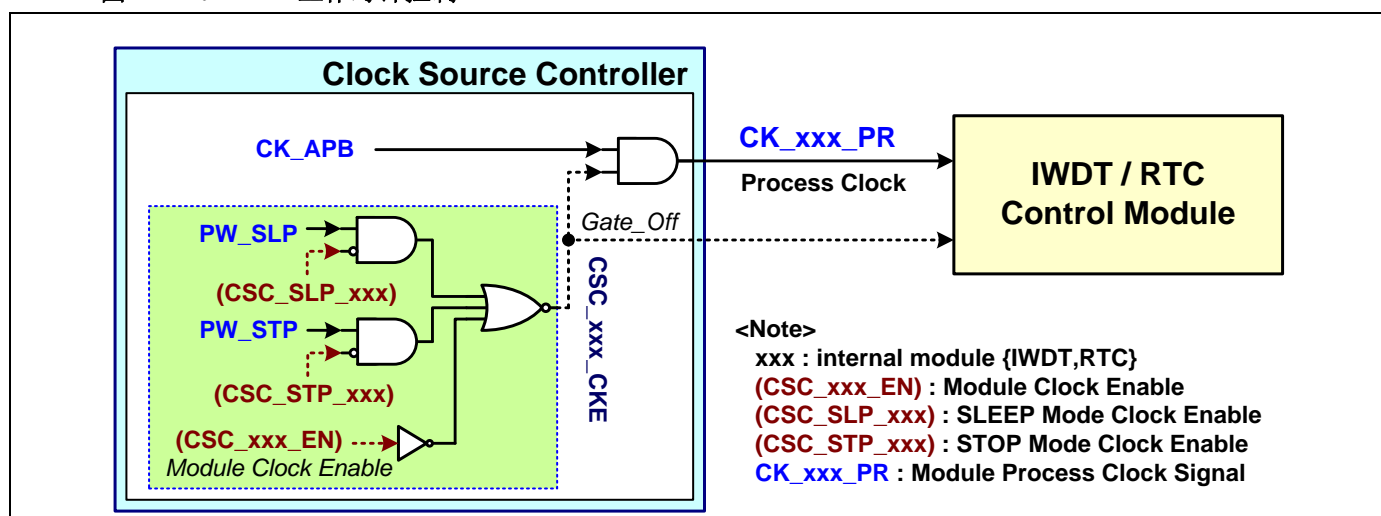 Clock Source Controller
CK_APB
CK_xxx_PR
Process Clock
IWDT / RTC
Control Module
PW_SLP
Gate_Off
(CSC_SLP_xxx)
PW_STP
CSC_xxx_CKE
(CSC_STP_xxx)
(CSC_xxx_EN)
Module Clock Enable
<Note>
xxx : internal module {IWDT,RTC}
(CSC_xxx_EN) : Module Clock Enable
(CSC_SLP_xxx) : SLEEP Mode Clock Enable
(CSC_STP_xxx) : STOP Mode Clock Enable
CK_xxx_PR : Module Process Clock Signal